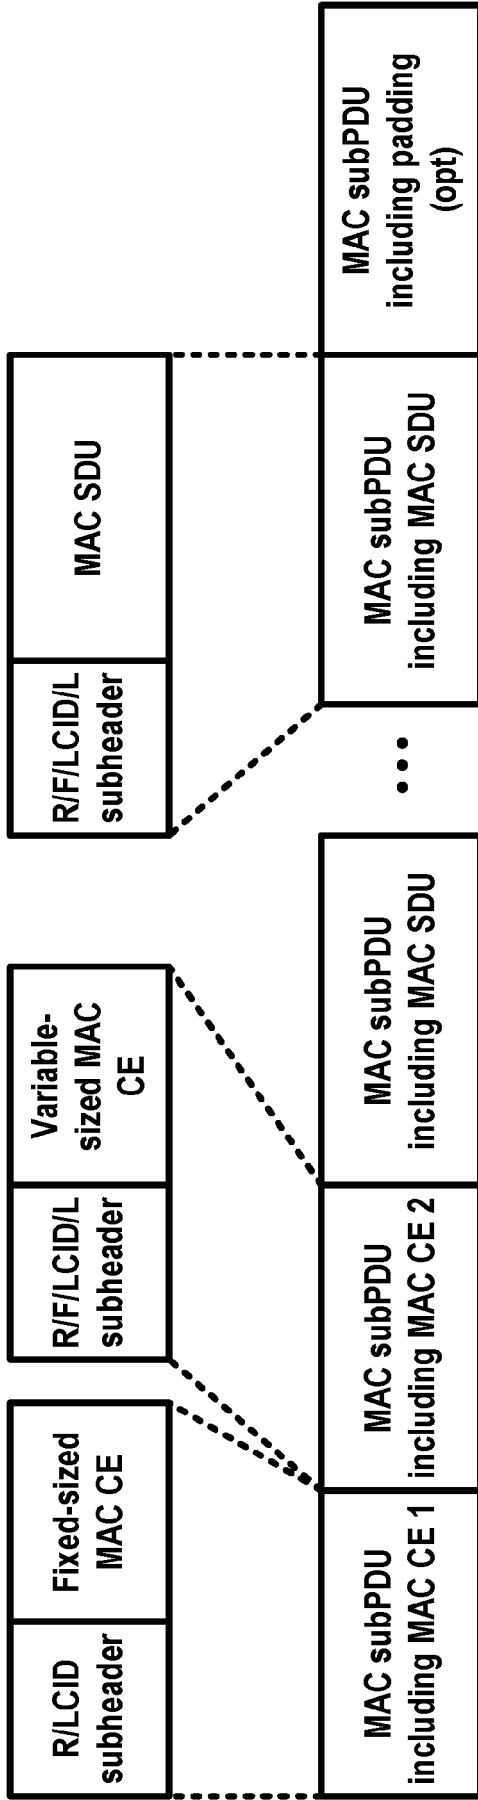 R/LCID
subheader
Fixed-sized
MAC CE
R/F/LCID/L
subheader
Variable-
sized MAC
CE
R/F/LCID/L
subheader
MAC SDU
MAC subPDU
including MAC CE 1
MAC subPDU
including MAC CE 2
MAC subPDU
including MAC SDU
...
MAC subPDU
including MAC SDU
MAC subPDU
including padding
(opt)